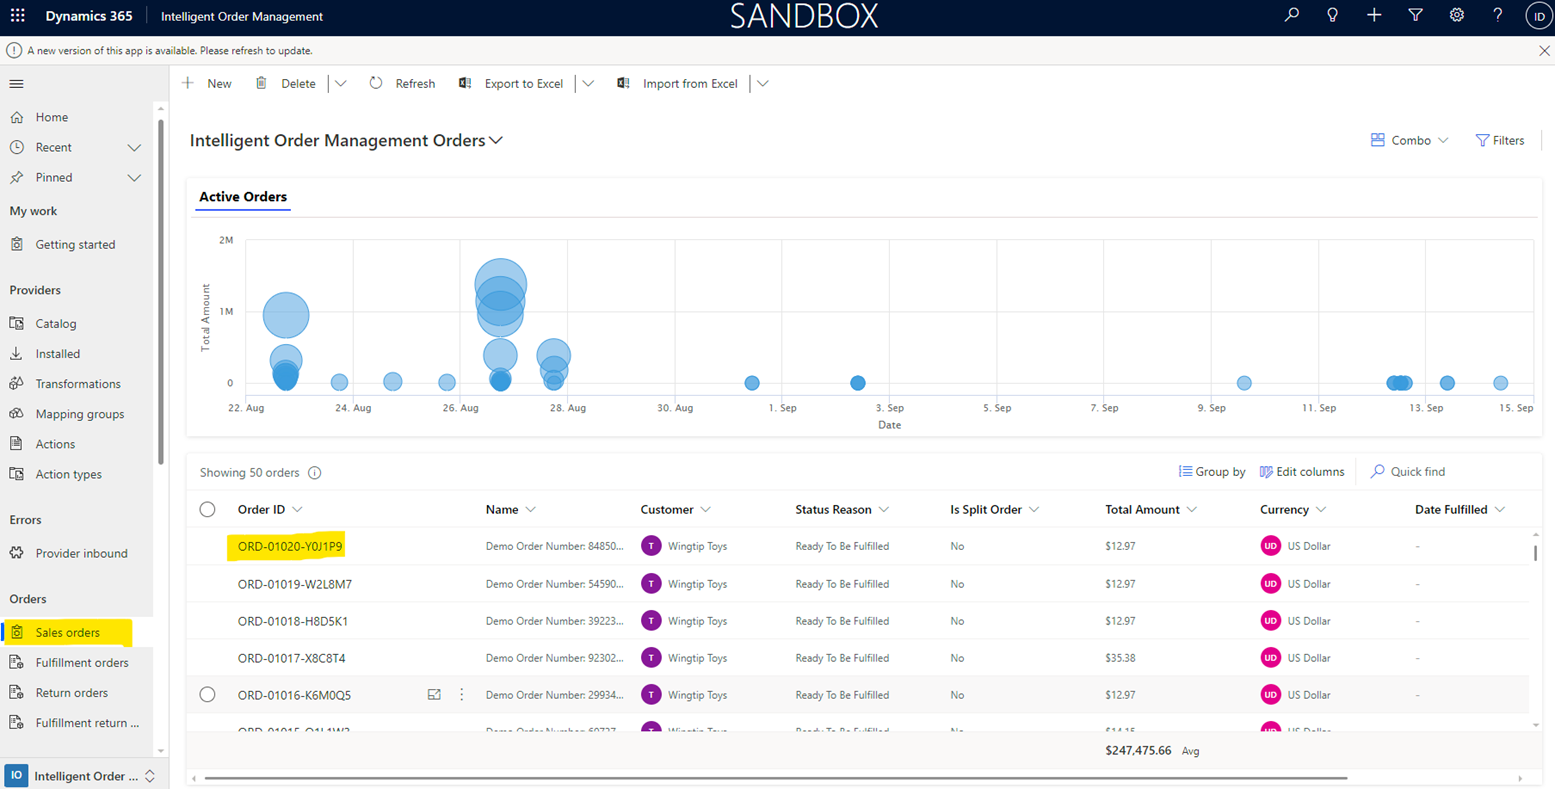 Dynamics 365 Intelligent Order Management SANDBOX ID
A new version of this app is available. Please refresh to update.
New Delete Refresh Export to Excel Import from Excel
Home
Recent
Pinned
My work
Getting started
Providers
Catalog
Installed
Transformations
Mapping groups
Actions
Action types
Errors
Provider inbound
Orders
Sales orders
Fulfillment orders
Return orders
Fulfillment return ...
IO Intelligent Order ...
Intelligent Order Management Orders
Combo Filters
Active Orders
Total Amount
2M
1M
0
22. Aug 24. Aug 26. Aug 28. Aug 30. Aug 1. Sep 3. Sep 5. Sep 7. Sep 9. Sep 11. Sep 13. Sep 15. Sep
Date
Showing 50 orders Group by Edit columns Quick find
Order ID Name Customer Status Reason Is Split Order Total Amount Currency Date Fulfilled
ORD-01020-Y0J1P9 Demo Order Number: 84850... T Wingtip Toys Ready To Be Fulfilled No $12.97 UD US Dollar -
ORD-01019-W2L8M7 Demo Order Number: 54590... T Wingtip Toys Ready To Be Fulfilled No $12.97 UD US Dollar -
ORD-01018-H8D5K1 Demo Order Number: 39223... T Wingtip Toys Ready To Be Fulfilled No $12.97 UD US Dollar -
ORD-01017-X8C8T4 Demo Order Number: 92302... T Wingtip Toys Ready To Be Fulfilled No $35.38 UD US Dollar -
ORD-01016-K6M0Q5 Demo Order Number: 29934... T Wingtip Toys Ready To Be Fulfilled No $12.97 UD US Dollar -
$247,475.66 Avg